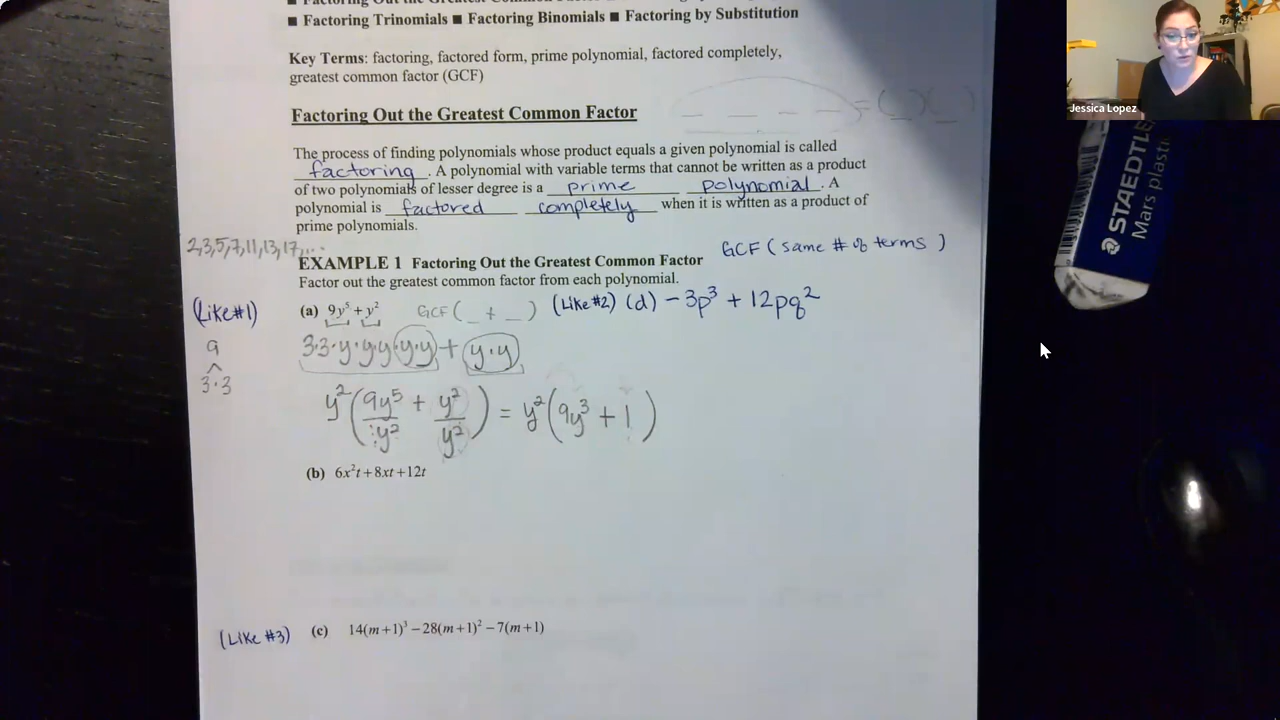 ■ Factoring Trinomials ■ Factoring Binomials ■ Factoring by Substitution
Key Terms: factoring, factored form, prime polynomial, factored completely,
greatest common factor (GCF)
Factoring Out the Greatest Common Factor
_ _ _ _ = (_)(_)
The process of finding polynomials whose product equals a given polynomial is called
factoring. A polynomial with variable terms that cannot be written as a product
of two polynomials of lesser degree is a prime polynomial. A
polynomial is factored completely when it is written as a product of
prime polynomials.
2,3,5,7,11,13,17,...
GCF (same # of terms)
EXAMPLE 1 Factoring Out the Greatest Common Factor
Factor out the greatest common factor from each polynomial.
(Like #1) (a) 9y⁵ + y² GCF(_ + _) (Like #2) (d) -3p³ + 12pq²
9
3·3
3·3·y·y·y·y·y + y·y
y²(9y⁵/y² + y²/y²) = y²(9y³ + 1)
(b) 6x²t + 8xt + 12t
(Like #3) (c) 14(m+1)³ − 28(m+1)² − 7(m+1)
Jessica Lopez
STAEDTLER
Mars plastic